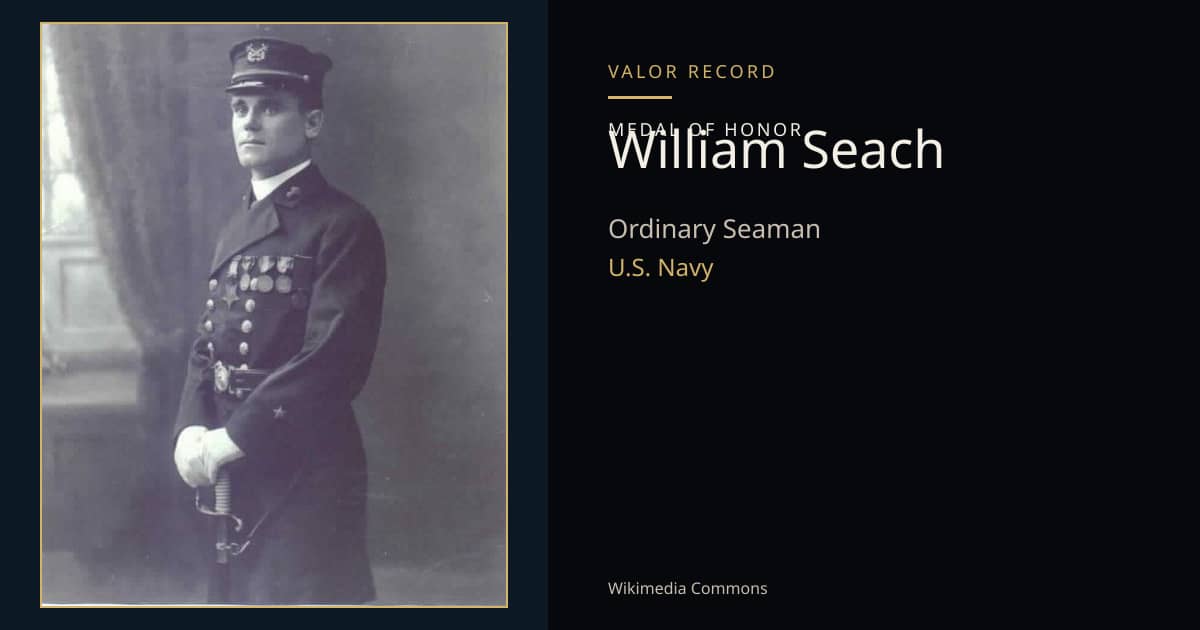 VALOR RECORD
MEDAL OF HONOR
William Seach
Ordinary Seaman
U.S. Navy
Wikimedia Commons